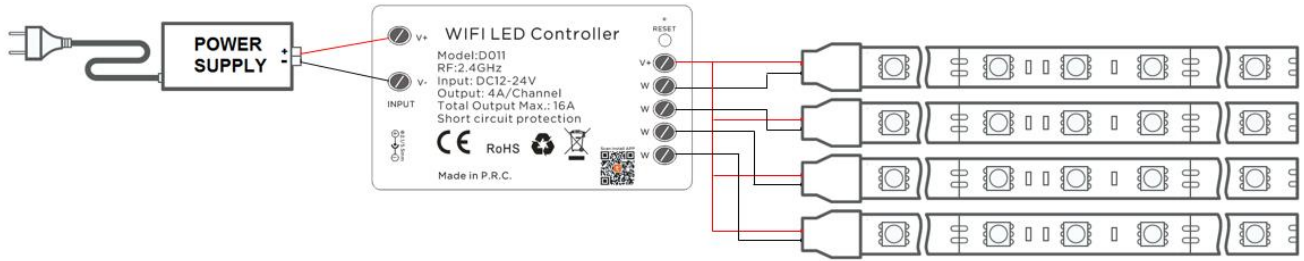 POWER
SUPPLY
+
-
V+
V-
INPUT
WIFI LED Controller
Model:D011
RF:2.4GHz
Input: DC12-24V
Output: 4A/Channel
Total Output Max.: 16A
Short circuit protection
CE RoHS
Made in P.R.C.
RESET
V+
W
W
W
W